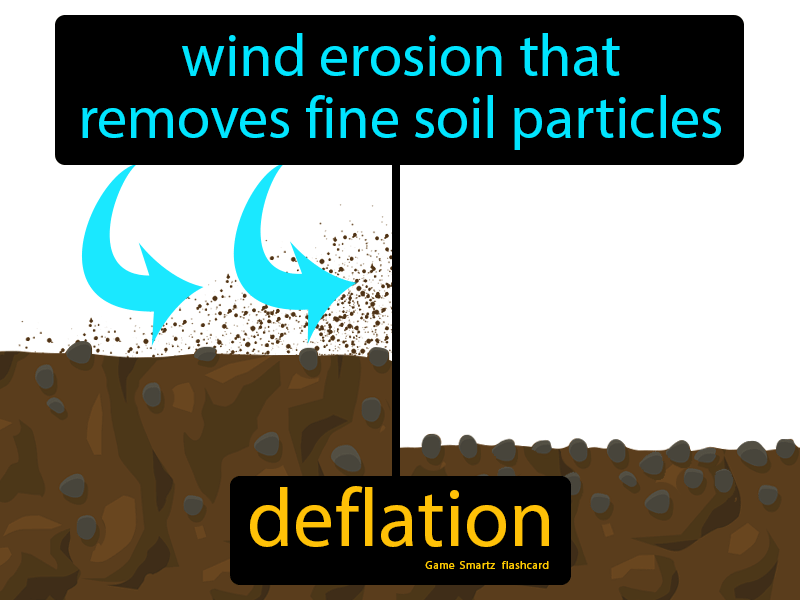 wind erosion that
removes fine soil particles
deflation
Game Smartz flashcard